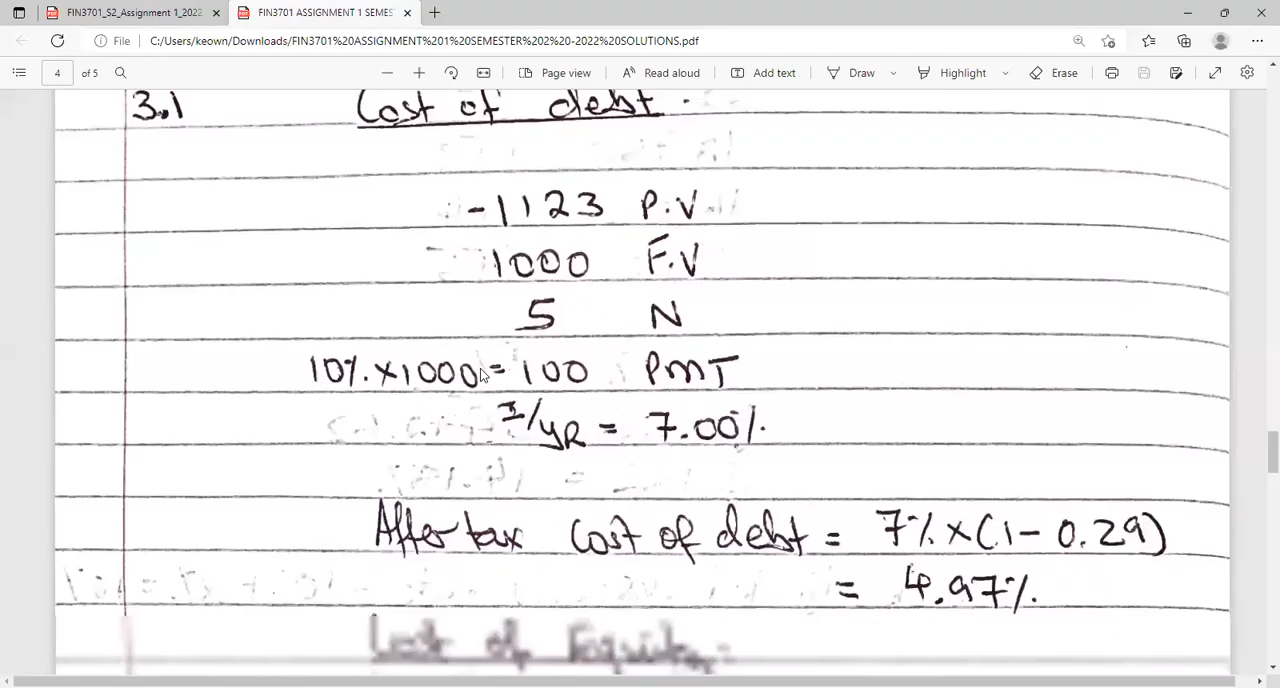 FIN3701_S2_Assignment 1_2022
FIN3701 ASSIGNMENT 1 SEMES
File
C:/Users/keown/Downloads/FIN3701%20ASSIGNMENT%201%20SEMESTER%202%20-2022%20SOLUTIONS.pdf
4 of 5
Page view
Read aloud
Add text
Draw
Highlight
Erase
3.1 Cost of debt.
-1123 P.V
1000 F.V
5 N
10% × 1000 = 100 PMT
I/YR = 7.00%
After tax cost of debt = 7% × (1 - 0.29)
= 4.97%
Cost of Equity: